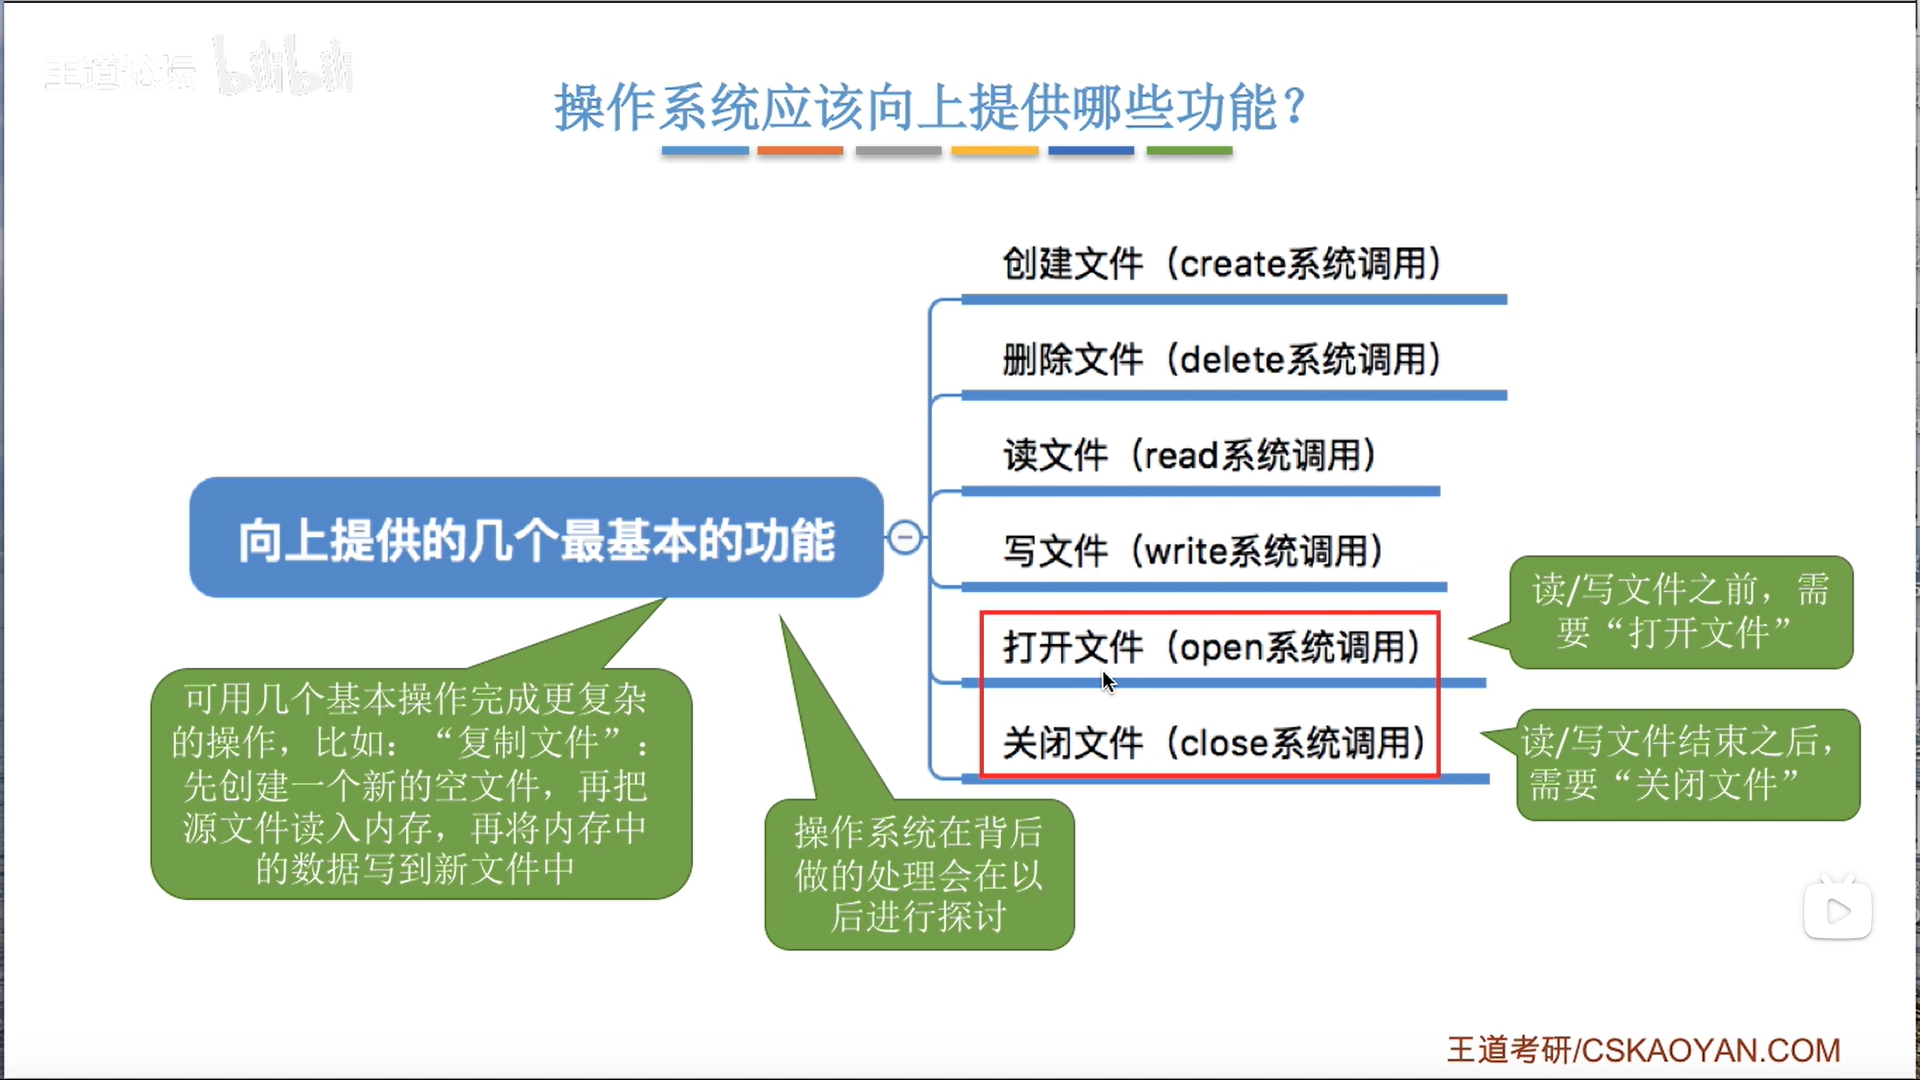 王道论坛 bilibili
操作系统应该向上提供哪些功能？
创建文件（create系统调用）
删除文件（delete系统调用）
读文件（read系统调用）
写文件（write系统调用）
打开文件（open系统调用）
关闭文件（close系统调用）
向上提供的几个最基本的功能
读/写文件之前，需
要“打开文件”
读/写文件结束之后，
需要“关闭文件”
可用几个基本操作完成更复杂
的操作，比如：“复制文件”：
先创建一个新的空文件，再把
源文件读入内存，再将内存中
的数据写到新文件中
操作系统在背后
做的处理会在以
后进行探讨
王道考研/CSKAOYAN.COM